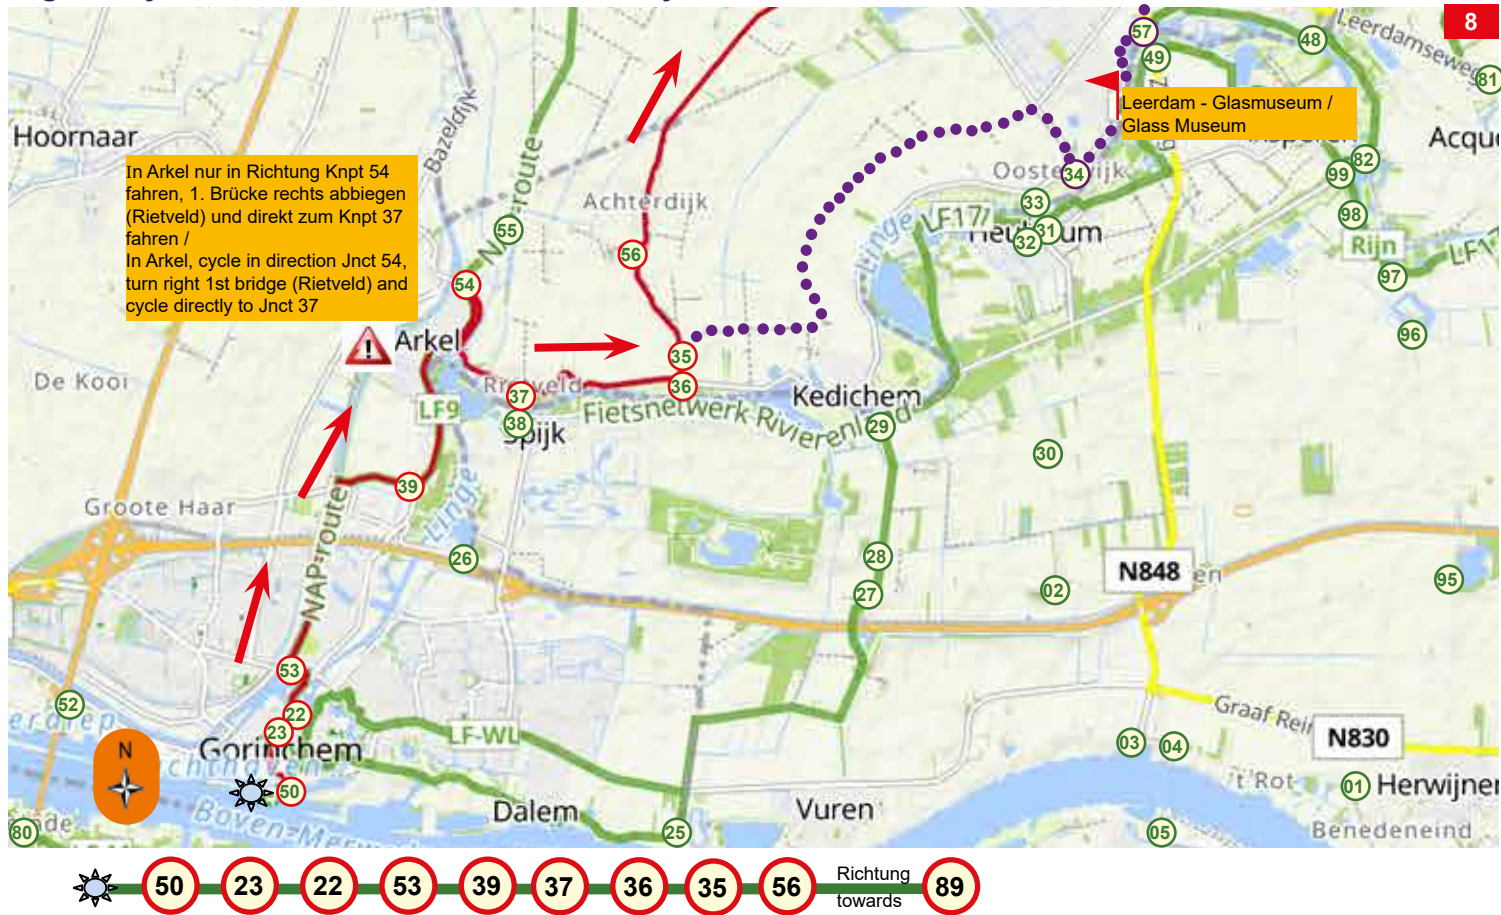 8
57
49
48
Leerdamseweg
81
Leerdam - Glasmuseum /
Glass Museum
Hoornaar
Bazeldijk
In Arkel nur in Richtung Knpt 54
fahren, 1. Brücke rechts abbiegen
(Rietveld) und direkt zum Knpt 37
fahren /
In Arkel, cycle in direction Jnct 54,
turn right 1st bridge (Rietveld) and
cycle directly to Jnct 37
82
99
34
33
Achterdijk
98
LF17/
31
32
55
56
Rijn
LF17
97
Linge
54
96
Arkel
35
36
De Kooi
37
Kedichem
LF9
38
Spijk
Fietsnetwerk Rivierenland
29
30
39
Groote Haar
NAP-route
Linge
26
28
27
N848
02
95
53
52
22
23
Gorinchem
LF-WL
Graaf Rei
N830
03
04
N
50
't Rot
01
Dalem
Vuren
Boven-Merw
80
25
05
Benedeneind
50
23
22
53
39
37
36
35
56
Richtung
towards
89